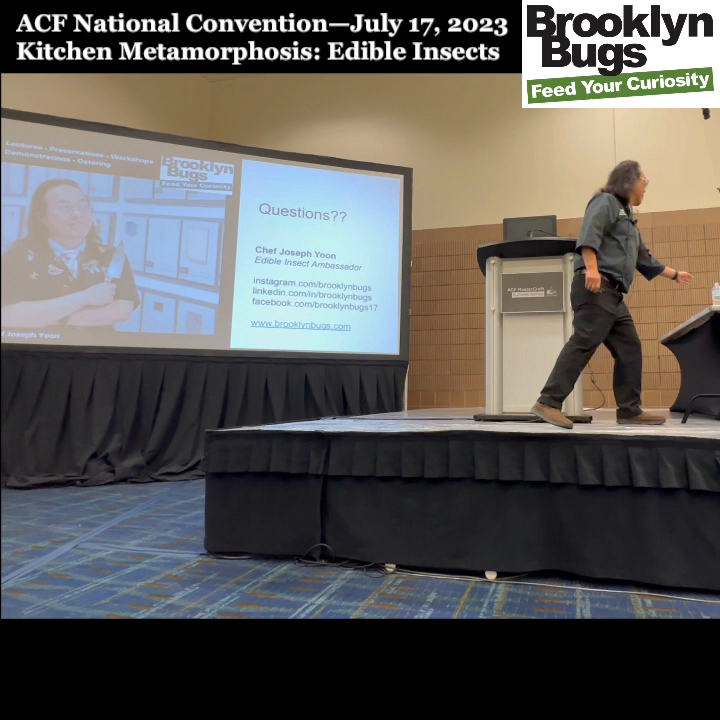 ACF National Convention—July 17, 2023
Kitchen Metamorphosis: Edible Insects
Brooklyn
Bugs
Feed Your Curiosity
Lectures - Presentations - Workshops
Demonstrations - Catering
Brooklyn
Bugs
Feed Your Curiosity
Questions??
Chef Joseph Yoon
Edible Insect Ambassador
instagram.com/brooklynbugs
linkedin.com/in/brooklynbugs
facebook.com/brooklynbugs17
www.brooklynbugs.com
f Joseph Yoon
ACF MasterCraft